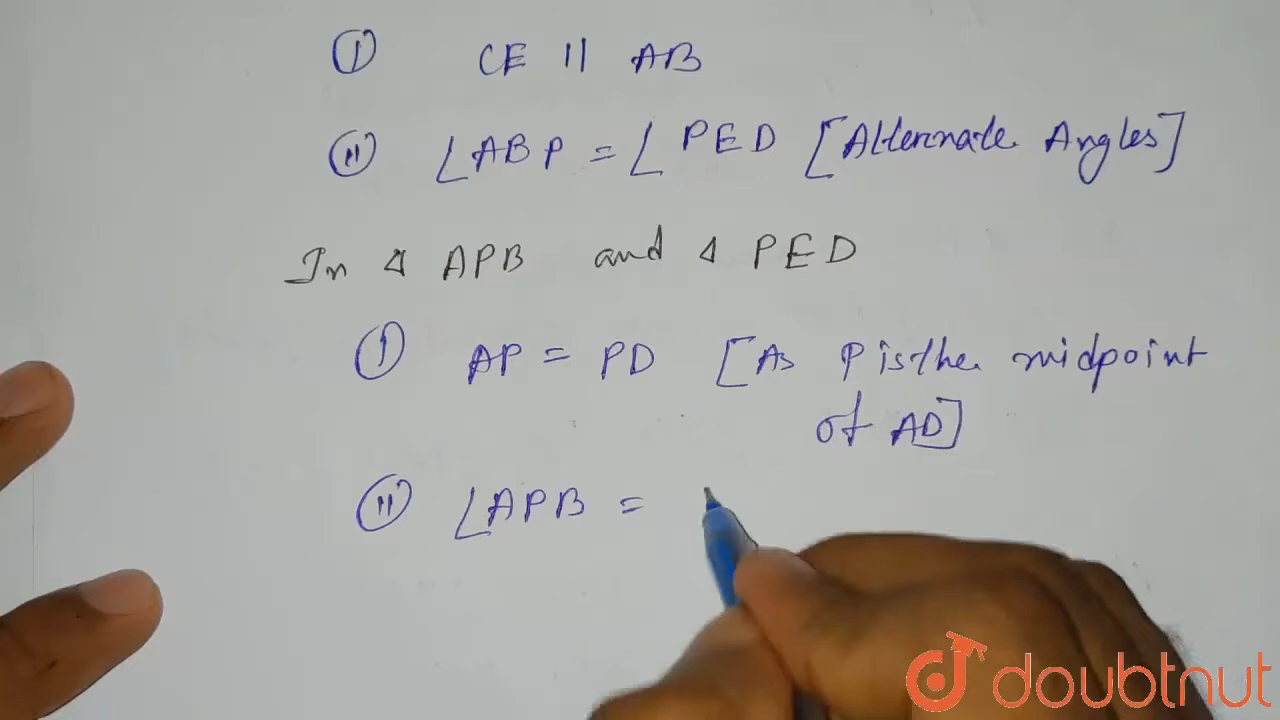 (I) CE || AB
(II) ∠ABP = ∠PED [Alternate Angles]
In Δ APB and Δ PED
(I) AP = PD [As P is the midpoint
of AD]
(II) ∠APB =
doubtnut